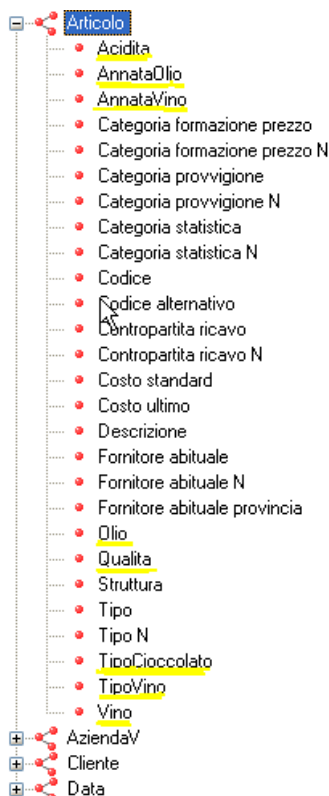 Articolo
Acidita
AnnataOlio
AnnataVino
Categoria formazione prezzo
Categoria formazione prezzo N
Categoria provvigione
Categoria provvigione N
Categoria statistica
Categoria statistica N
Codice
Codice alternativo
Contropartita ricavo
Contropartita ricavo N
Costo standard
Costo ultimo
Descrizione
Fornitore abituale
Fornitore abituale N
Fornitore abituale provincia
Olio
Qualita
Struttura
Tipo
Tipo N
TipoCioccolato
TipoVino
Vino
AziendaV
Cliente
Data